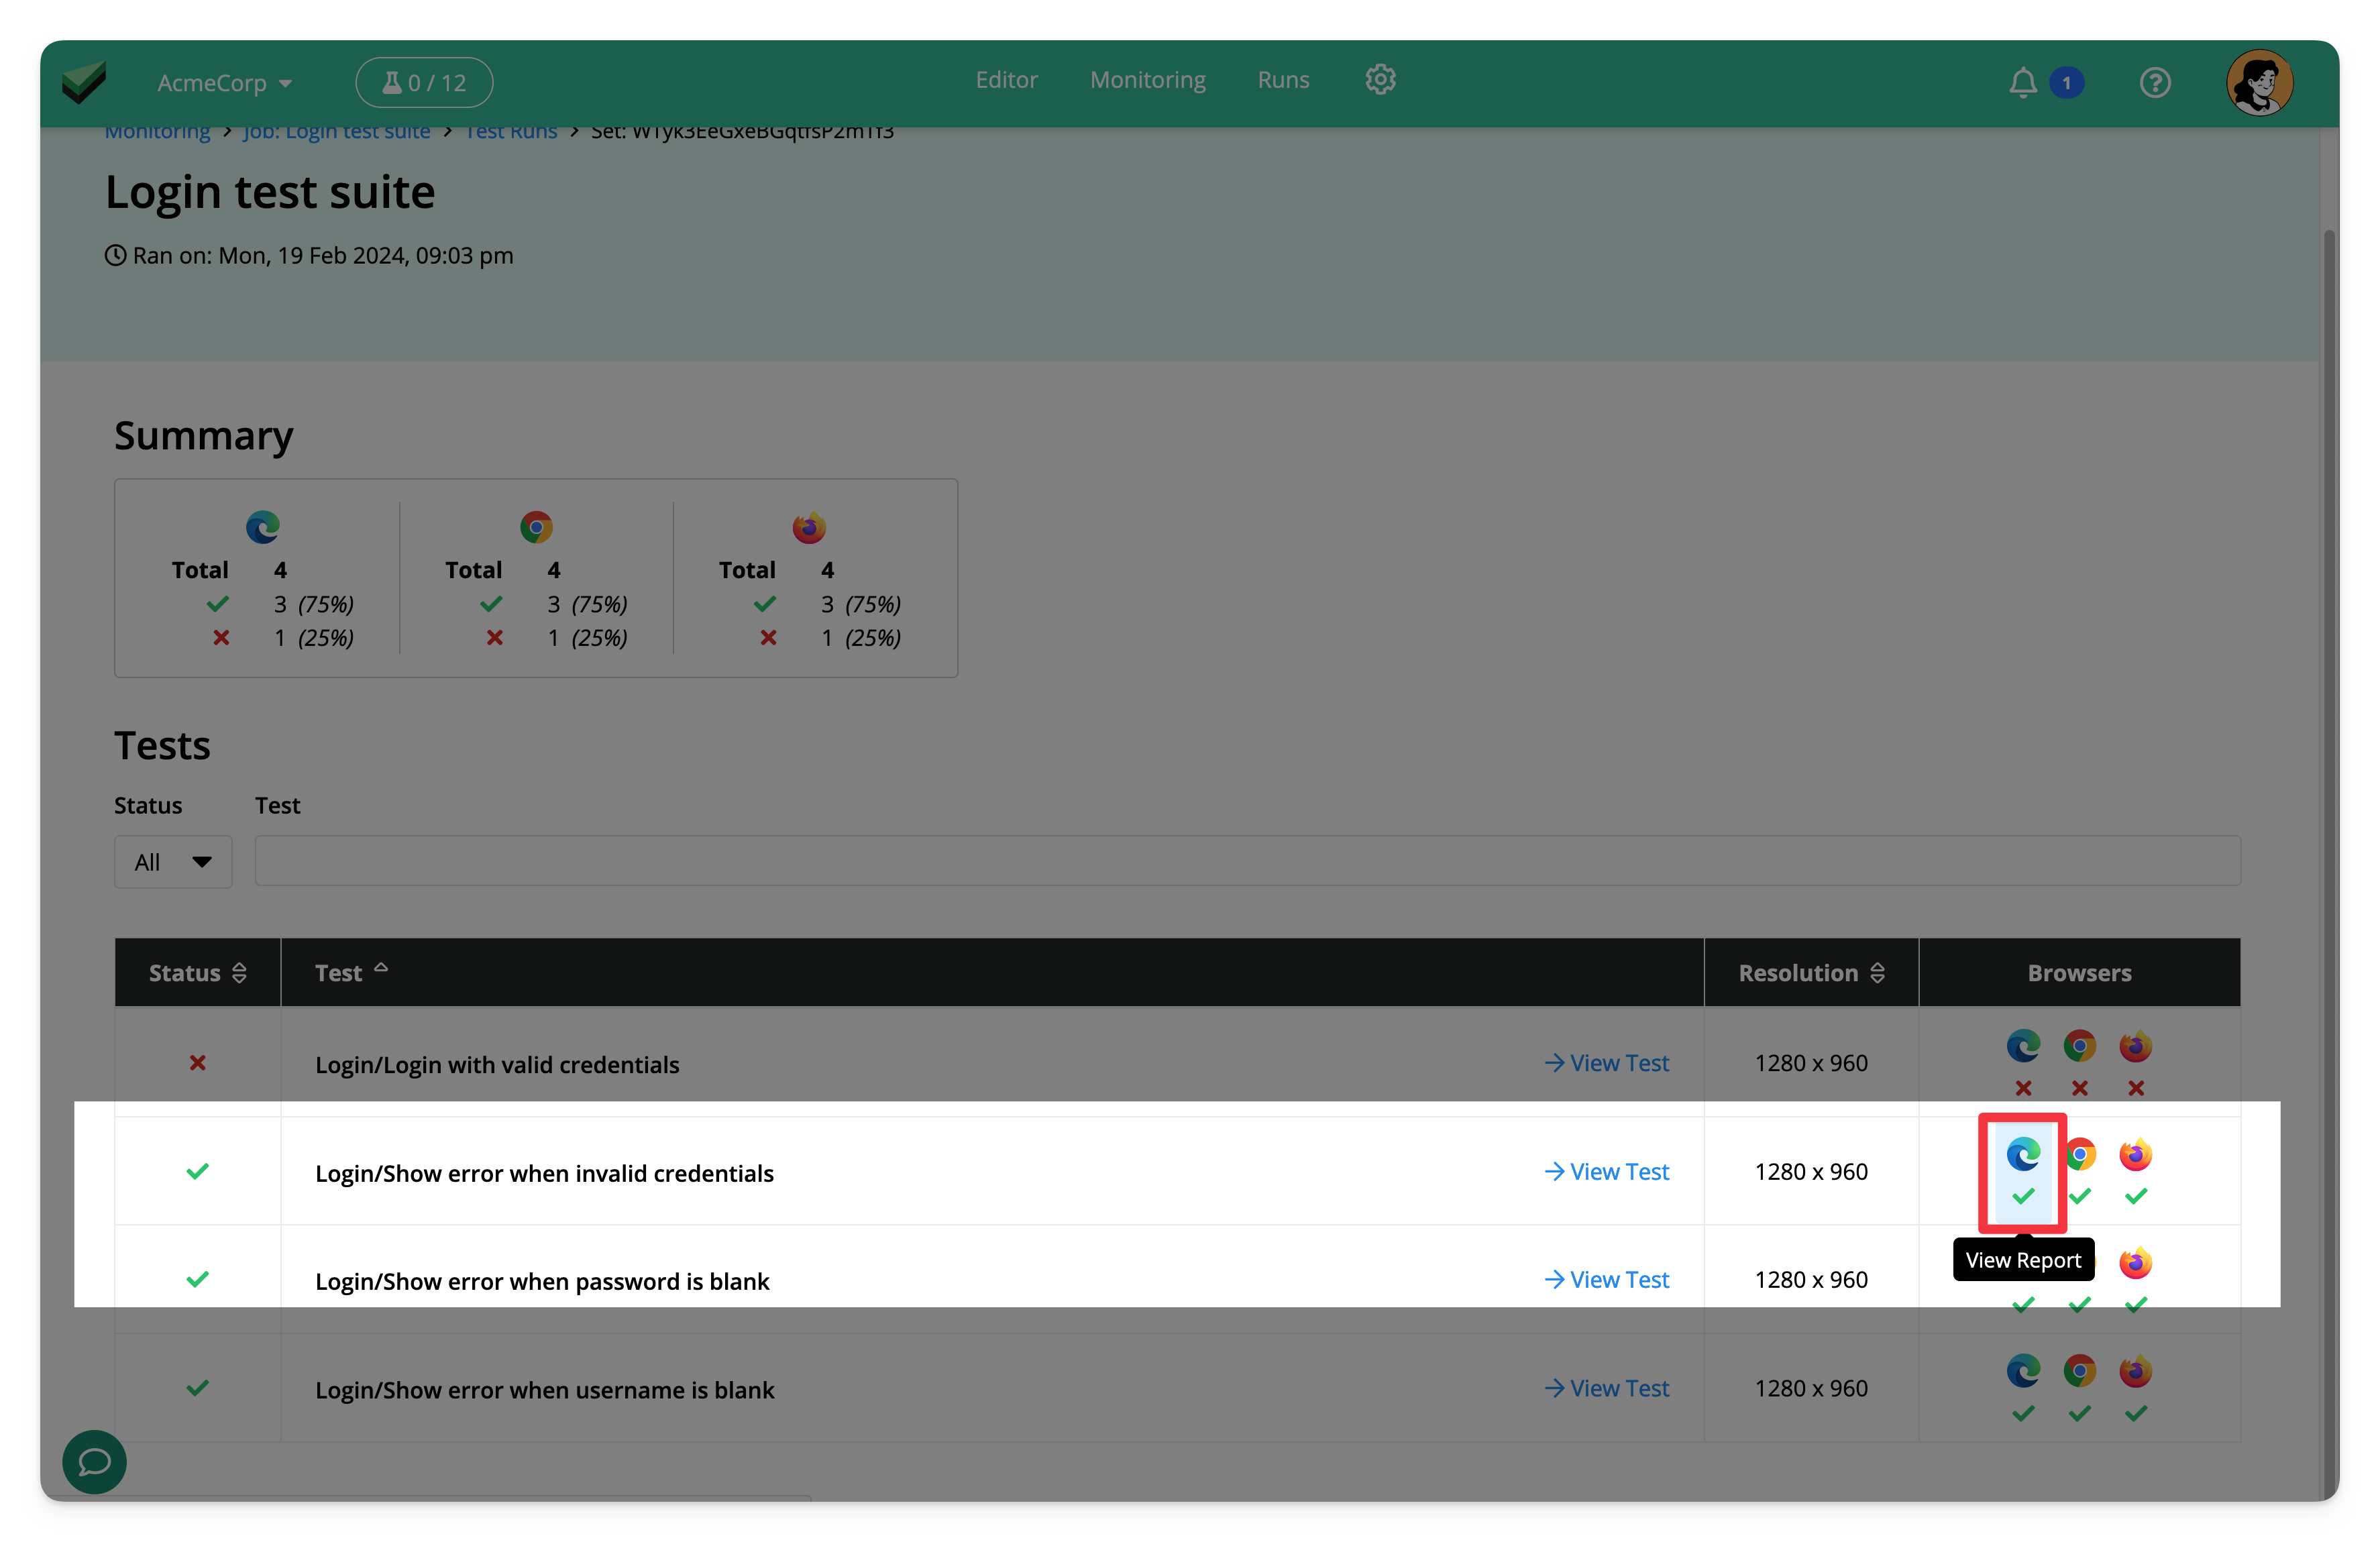 AcmeCorp 0 / 12 Editor Monitoring Runs 1
Monitoring > Job: Login test suite > Test Runs > Set:
Login test suite
Ran on: Mon, 19 Feb 2024, 09:03 pm
Summary
Total 4 Total 4 Total 4
3 (75%) 3 (75%) 3 (75%)
1 (25%) 1 (25%) 1 (25%)
Tests
Status Test
All
Status Test Resolution Browsers
Login/Login with valid credentials View Test 1280 x 960
Login/Show error when invalid credentials View Test 1280 x 960
View Report
Login/Show error when password is blank View Test 1280 x 960
Login/Show error when username is blank View Test 1280 x 960